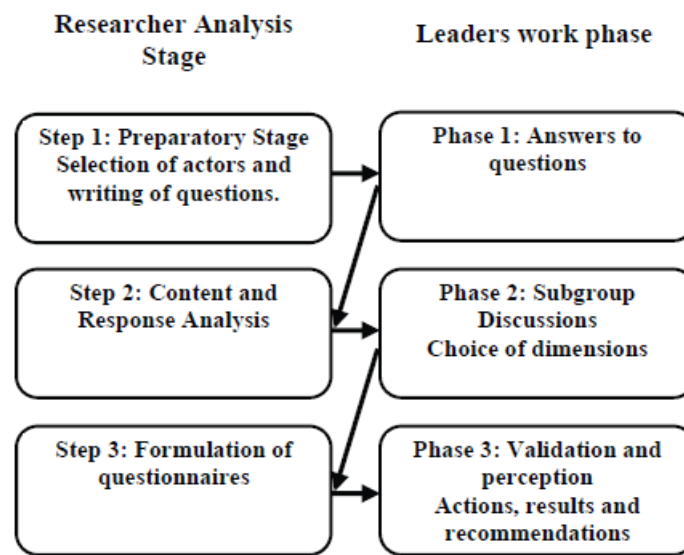 Researcher Analysis
Stage
Leaders work phase
Step 1: Preparatory Stage
Selection of actors and
writing of questions.
Phase 1: Answers to
questions
Step 2: Content and
Response Analysis
Phase 2: Subgroup
Discussions
Choice of dimensions
Step 3: Formulation of
questionnaires
Phase 3: Validation and
perception
Actions, results and
recommendations